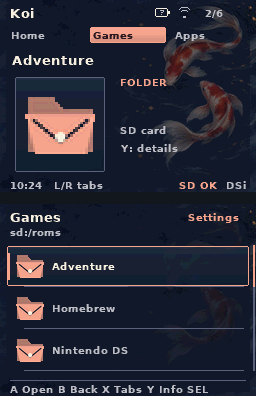 Koi ? 2/6
Home Games Apps
Adventure
FOLDER
SD card
Y: details
10:24 L/R tabs SD OK DSi
Games Settings
sd:/roms
Adventure
Homebrew
Nintendo DS
A Open B Back X Tabs Y Info SEL